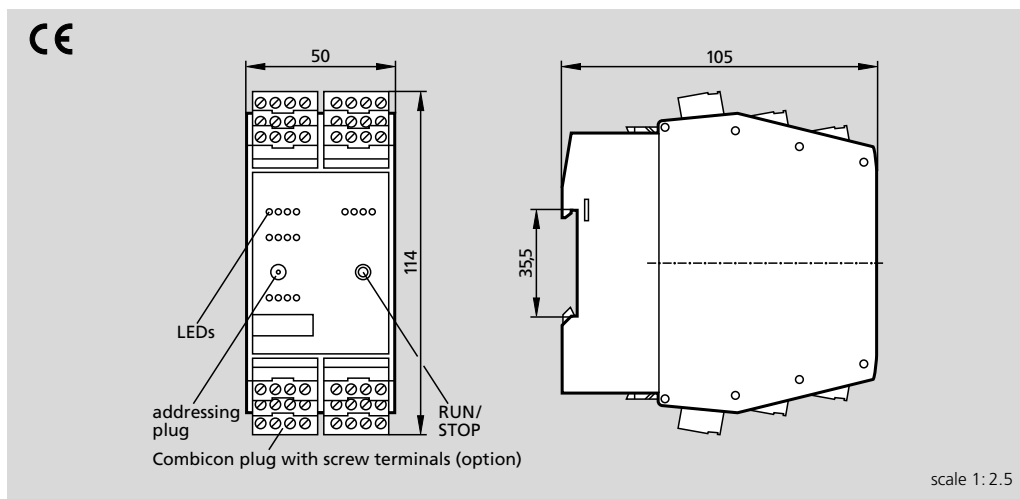 CE
50
105
114
35,5
LEDs
addressing
plug
RUN/
STOP
Combicon plug with screw terminals (option)
scale 1: 2.5